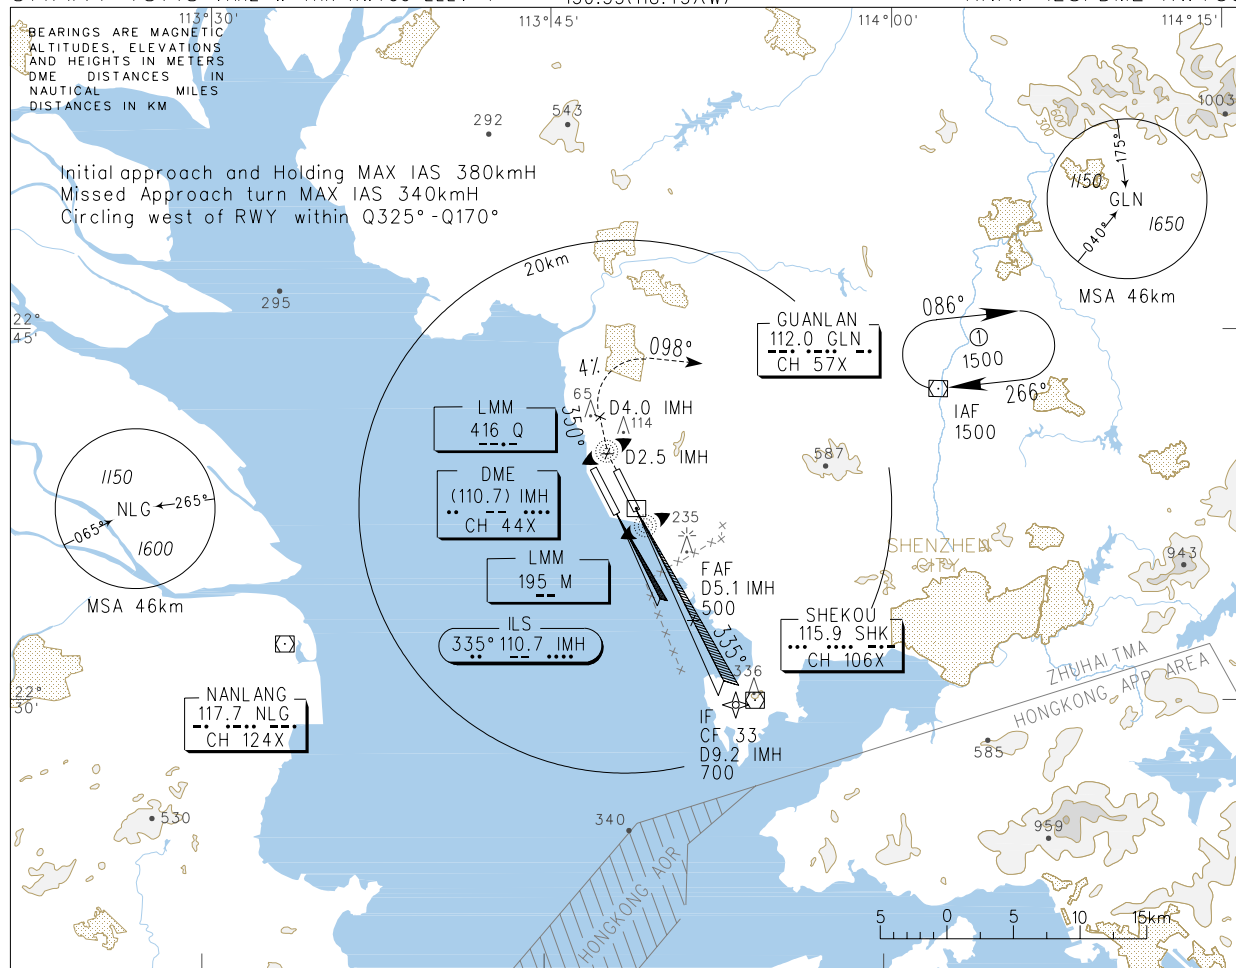 113°30'
113°45'
114°00'
114°15'
BEARINGS ARE MAGNETIC
ALTITUDES, ELEVATIONS
AND HEIGHTS IN METERS
DME DISTANCES IN
NAUTICAL MILES
DISTANCES IN KM
292
543
300
600
1003
Initial approach and Holding MAX IAS 380kmH
Missed Approach turn MAX IAS 340kmH
Circling west of RWY within Q325°-Q170°
175°
1150
GLN
1650
040°
MSA 46km
20km
295
22°
45'
GUANLAN
112.0 GLN
CH 57X
086°
1
1500
266°
IAF
1500
098°
4%
350°
65
D4.0 IMH
114
D2.5 IMH
LMM
416 Q
DME
(110.7) IMH
CH 44X
LMM
195 M
ILS
335° 110.7 IMH
587
1150
NLG
265°
065°
1600
MSA 46km
235
SHENZHEN
CITY
943
FAF
D5.1 IMH
500
335°
SHEKOU
115.9 SHK
CH 106X
336
ZHUHAI TMA
HONGKONG APP AREA
22°
30'
NANLANG
117.7 NLG
CH 124X
IF
CF 33
D9.2 IMH
700
585
530
340
959
HONGKONG AOR
5 0 5 10 15km